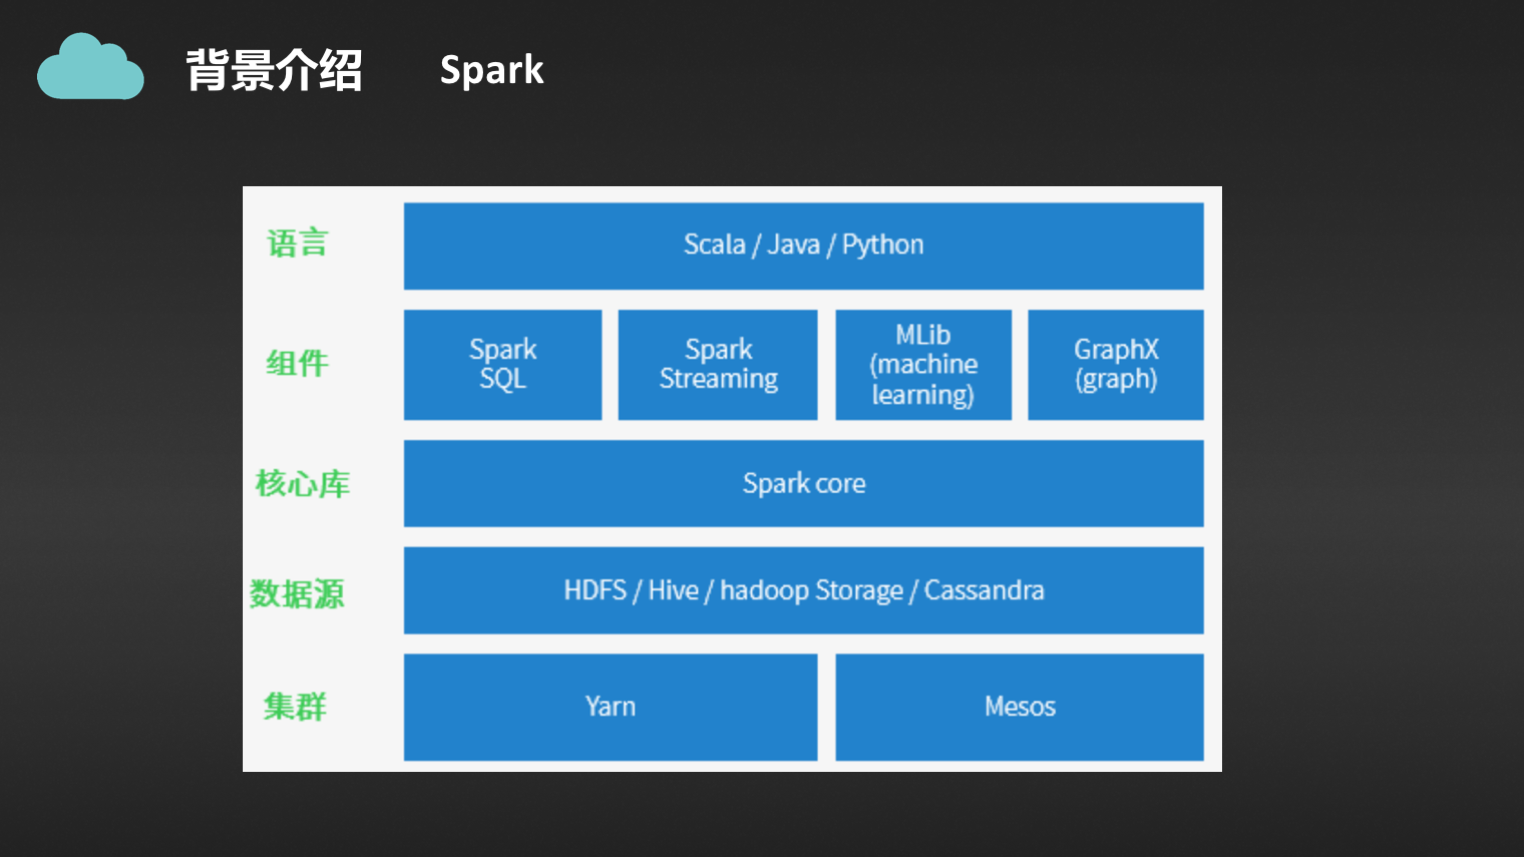 背景介绍 Spark
语言
Scala / Java / Python
组件
Spark
SQL
Spark
Streaming
MLib
(machine
learning)
GraphX
(graph)
核心库
Spark core
数据源
HDFS / Hive / hadoop Storage / Cassandra
集群
Yarn
Mesos